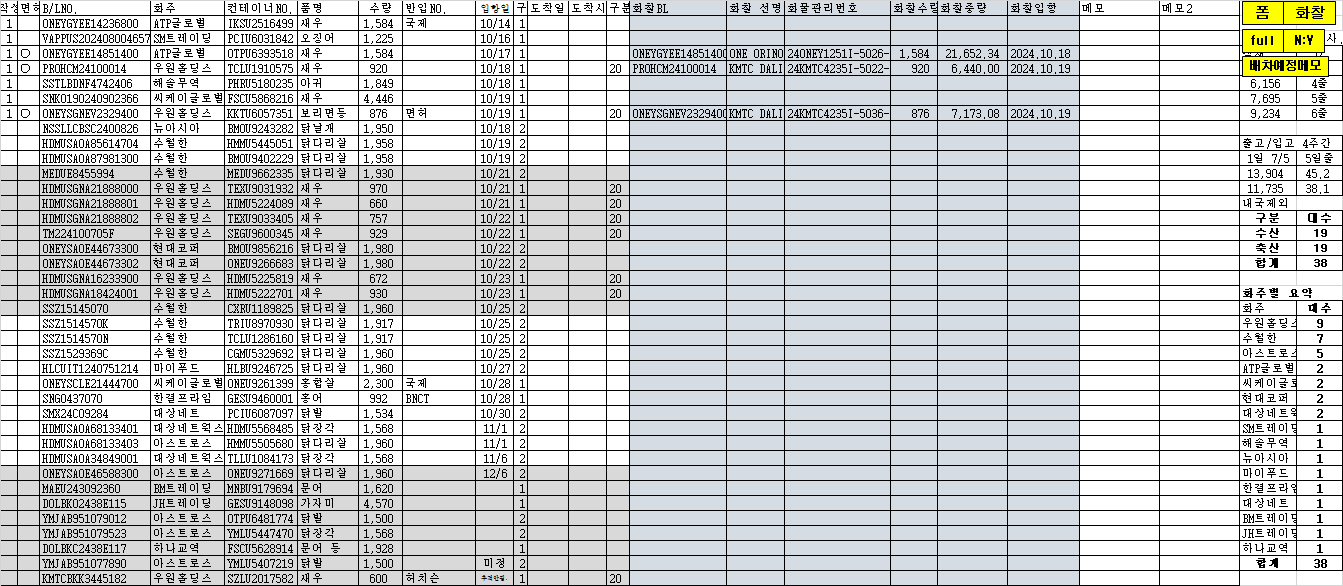 작성 면허 B/LNO. 화주 컨테이너NO. 품명 수량 반입NO. 입항일 구 도착일 도착시 구분 화찰BL 화찰 선명 화물관리번호 화찰수량 화찰중량 화찰입항 메모 메모2 폼 화찰
1 ONEYGYEE14236800 ATP글로벌 IKSU2516499 새우 1,584 국제 10/14 1
1 VAPPUS202408004657 SM트레이딩 PCIU6031842 오징어 1,225 10/16 1 full N:Y
1 ○ ONEYGYEE14851400 ATP글로벌 OTPU6393518 새우 1,584 10/17 1 ONEYGYEE14851400 ONE ORINO 24ONEY1251I-5026- 1,584 21,652.34 2024.10.18
1 ○ PROHCM24100014 우원홀딩스 TCLU1910575 새우 920 10/18 1 20 PROHCM24100014 KMTC DALI 24KMTC4235I-5022- 920 6,440.00 2024.10.19 배차예정메모
1 SSTLBDNF4742406 해솔무역 PHRU5180235 아귀 1,849 10/18 1 6,156 4줄
1 SNKO190240902366 씨케이글로벌 FSCU5868216 새우 4,446 10/19 1 7,695 5줄
1 ○ ONEYSGNEV2329400 우원홀딩스 KKTU6057351 보리면등 876 면허 10/19 1 20 ONEYSGNEV2329400 KMTC DALI 24KMTC4235I-5036- 876 7,173.08 2024.10.19 9,234 6줄
NSSLLCBSC2400826 뉴아시아 BMOU9243282 닭날개 1,950 10/18 2
HDMUSAOA85614704 수월한 HMMU5445051 닭다리살 1,958 10/19 2 출고/입고 4주간
HDMUSAOA87981300 수월한 BMOU9402229 닭다리살 1,958 10/19 2 1일 7/5 5일줄
MEDUE8455994 수월한 MEDU9662335 닭다리살 1,930 10/21 2 13,904 45.2
HDMUSGNA21888000 우원홀딩스 TEXU9031932 새우 970 10/21 1 20 11,735 38.1
HDMUSGNA21888801 우원홀딩스 HDMU5224089 새우 660 10/21 1 20 내국제외
HDMUSGNA21888802 우원홀딩스 TEXU9033405 새우 757 10/22 1 20 구분 대수
TM224100705F 우원홀딩스 SEGU9600345 새우 929 10/22 1 20 수산 19
ONEYSAOE44673300 현대코퍼 BMOU9856216 닭다리살 1,980 10/22 2 축산 19
ONEYSAOE44673302 현대코퍼 ONEU9266683 닭다리살 1,980 10/22 2 합계 38
HDMUSGNA16233900 우원홀딩스 HDMU5225819 새우 672 10/23 1 20
HDMUSGNA18424001 우원홀딩스 HDMU5222701 새우 930 10/23 1 20 화주별 요약
SSZ15145070 수월한 CXRU1189825 닭다리살 1,960 10/25 2 화주 대수
SSZ1514570K 수월한 TRIU8970930 닭다리살 1,917 10/25 2 우원홀딩스 9
SSZ1514570N 수월한 TCLU1286160 닭다리살 1,917 10/25 2 수월한 7
SSZ1529369C 수월한 CGMU5329692 닭다리살 1,960 10/25 2 아스트로스 5
HLCUIT1240751214 마이푸드 HLBU9246725 닭다리살 1,960 10/27 2 ATP글로벌 2
ONEYSCLE21444700 씨케이글로벌 ONEU9261399 홍합살 2,300 국제 10/28 1 씨케이글로 2
SNG0437070 한결프라임 GESU9460001 홍어 992 BNCT 10/28 1 현대코퍼 2
SMX24C09284 대상네트 PCIU6087097 닭발 1,534 10/30 2 대상네트웍 2
HDMUSAOA68133401 대상네트웍스 HDMU5568485 닭장각 1,568 11/1 2 SM트레이딩 1
HDMUSAOA68133403 아스트로스 HMMU5505680 닭다리살 1,960 11/1 2 해솔무역 1
HDMUSAOA34849001 대상네트웍스 TLLU1084173 닭장각 1,568 11/6 2 뉴아시아 1
ONEYSAOE46588300 아스트로스 ONEU9271669 닭다리살 1,960 12/6 2 마이푸드 1
MAEU243092360 BM트레이딩 MNBU9179694 문어 1,620 1 한결프라임 1
DOLBKO2438E115 JH트레이딩 GESU9148098 가자미 4,570 1 대상네트 1
YMJAB951079012 아스트로스 OTPU6481774 닭발 1,500 2 BM트레이딩 1
YMJAB951079523 아스트로스 YMLU5447470 닭장각 1,568 2 JH트레이딩 1
DOLBKC2438E117 하나교역 FSCU5628914 문어 등 1,928 1 하나교역 1
YMJAB951077890 아스트로스 YMLU5407219 닭발 1,500 미정 2 합계 38
KMTCBKK3445182 우원홀딩스 SZLU2017582 새우 600 허치슨 1 20